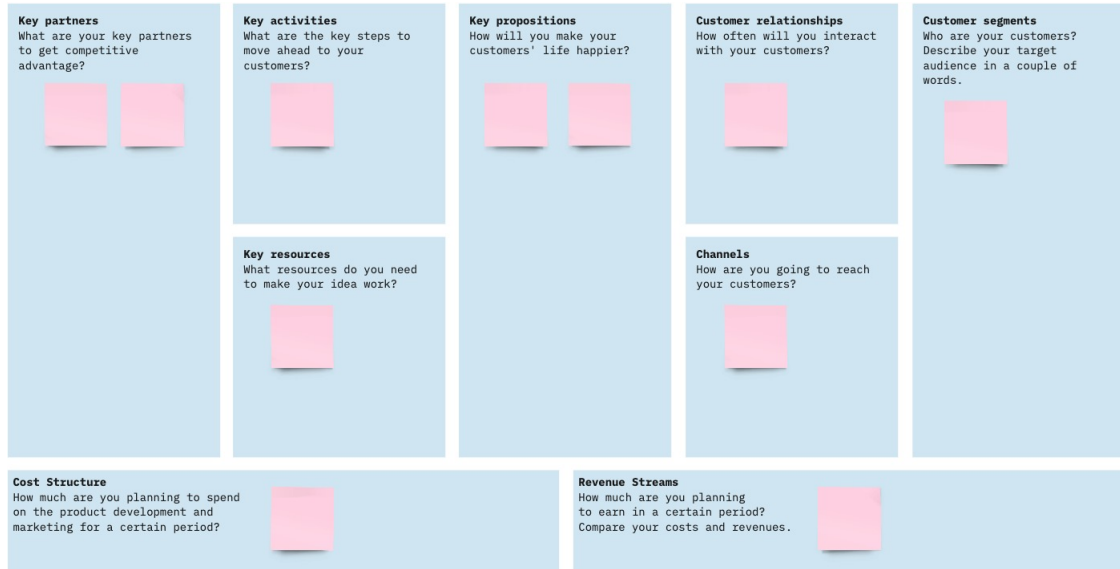 Key partners
What are your key partners
to get competitive
advantage?
Key activities
What are the key steps to
move ahead to your
customers?
Key resources
What resources do you need
to make your idea work?
Key propositions
How will you make your
customers' life happier?
Customer relationships
How often will you interact
with your customers?
Channels
How are you going to reach
your customers?
Customer segments
Who are your customers?
Describe your target
audience in a couple of
words.
Cost Structure
How much are you planning to spend
on the product development and
marketing for a certain period?
Revenue Streams
How much are you planning
to earn in a certain period?
Compare your costs and revenues.